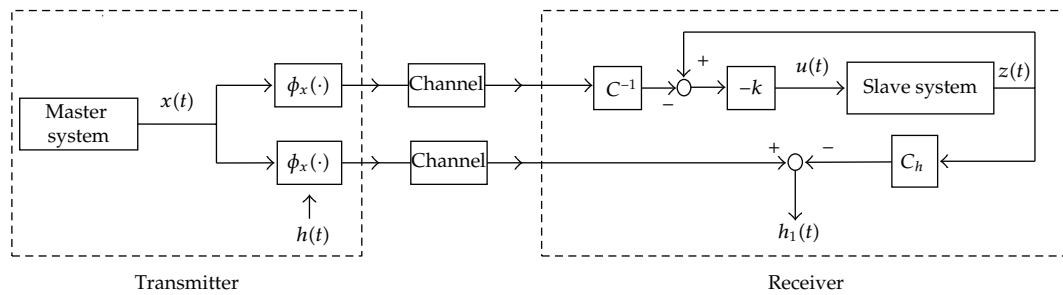 Master
system
x(t)
ϕx(·)
ϕx(·)
h(t)
Channel
Channel
C−1
−
+
−k
u(t)
Slave system
z(t)
+
−
Ch
h1(t)
Transmitter
Receiver